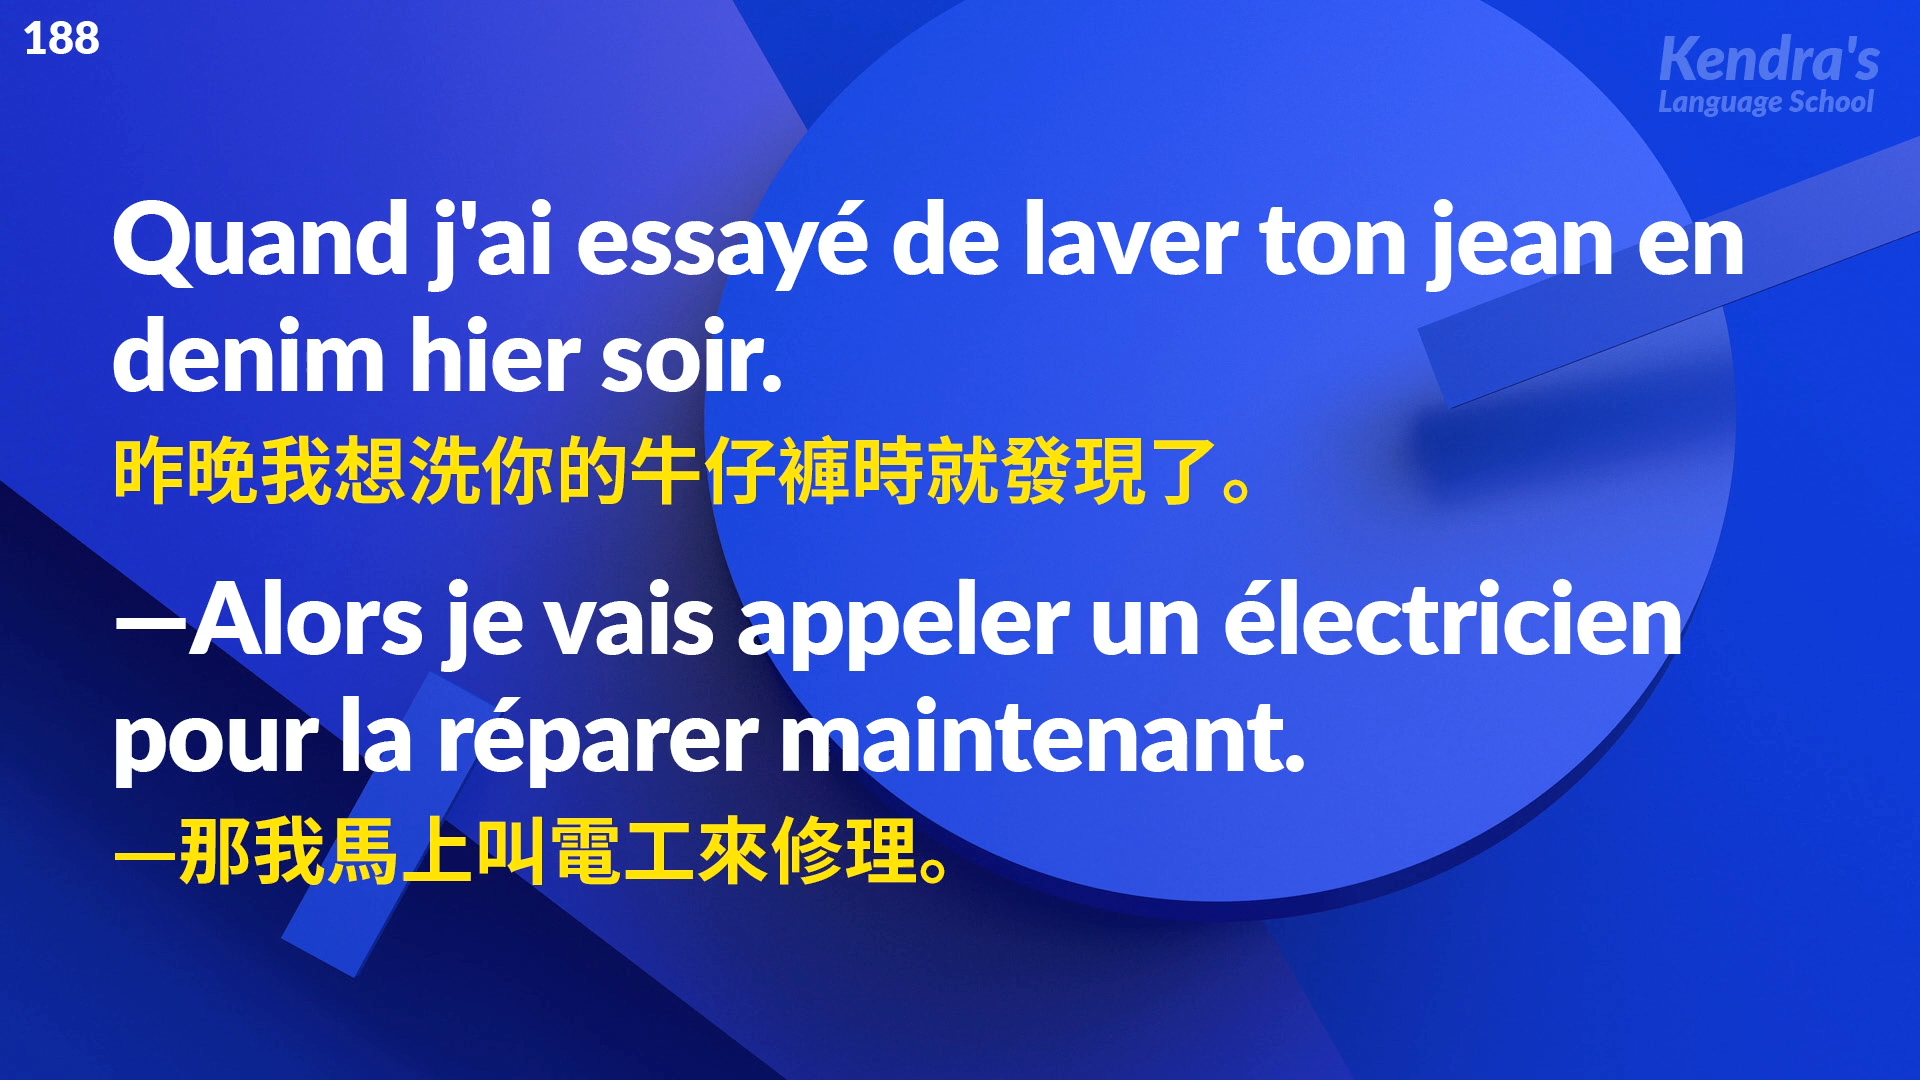 188
Kendra's
Language School
Quand j'ai essayé de laver ton jean en
denim hier soir.
昨晚我想洗你的牛仔褲時就發現了。
—Alors je vais appeler un électricien
pour la réparer maintenant.
—那我馬上叫電工來修理。